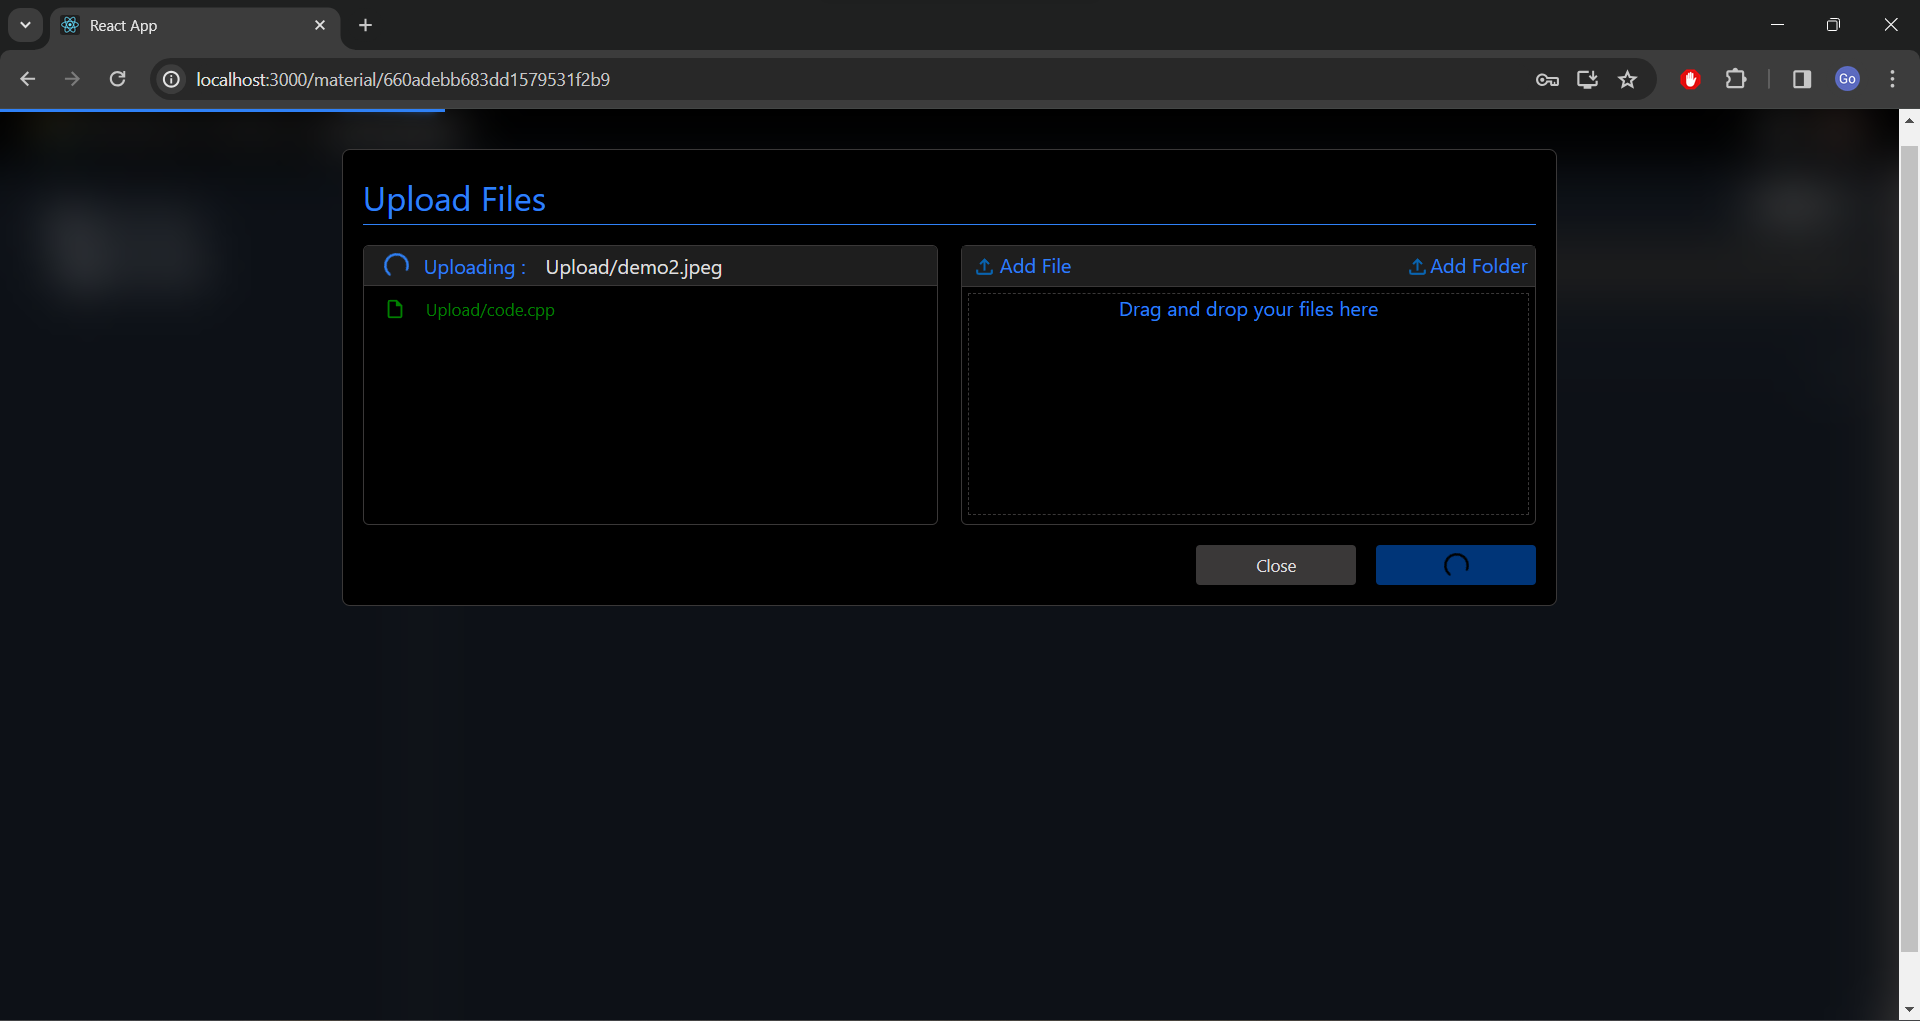 React App
localhost:3000/material/660adebb683dd1579531f2b9
Go
Upload Files
Uploading : Upload/demo2.jpeg
Upload/code.cpp
Add File
Add Folder
Drag and drop your files here
Close